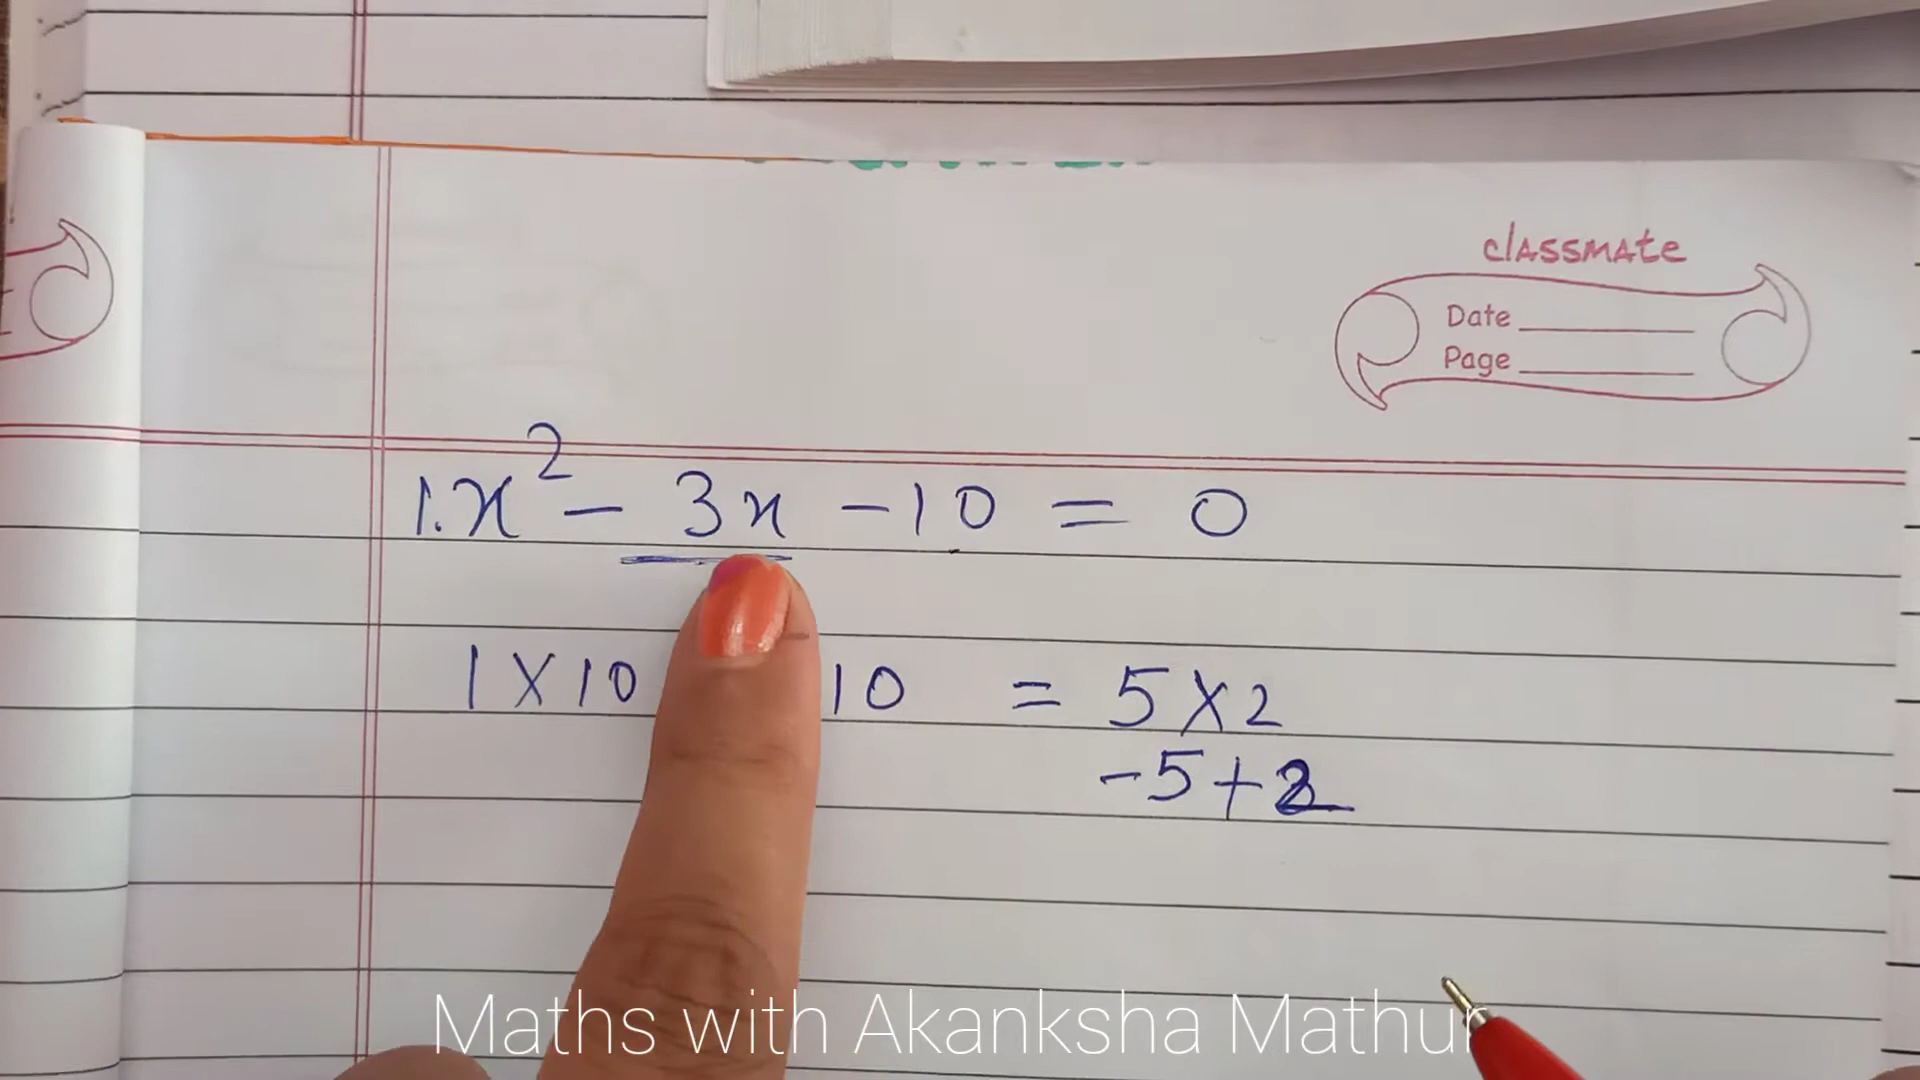 classmate
Date
Page
1.x² - 3x - 10 = 0
1 X 10 10 = 5 X 2
-5+2
Maths with Akanksha Mathur